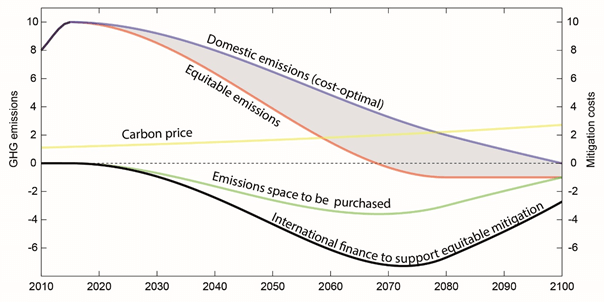 10
8
6
4
2
0
-2
-4
-6
GHG emissions
Domestic emissions (cost-optimal)
Equitable emissions
Carbon price
Emissions space to be purchased
International finance to support equitable mitigation
10
8
6
4
2
0
-2
-4
-6
Mitigation costs
2010 2020 2030 2040 2050 2060 2070 2080 2090 2100